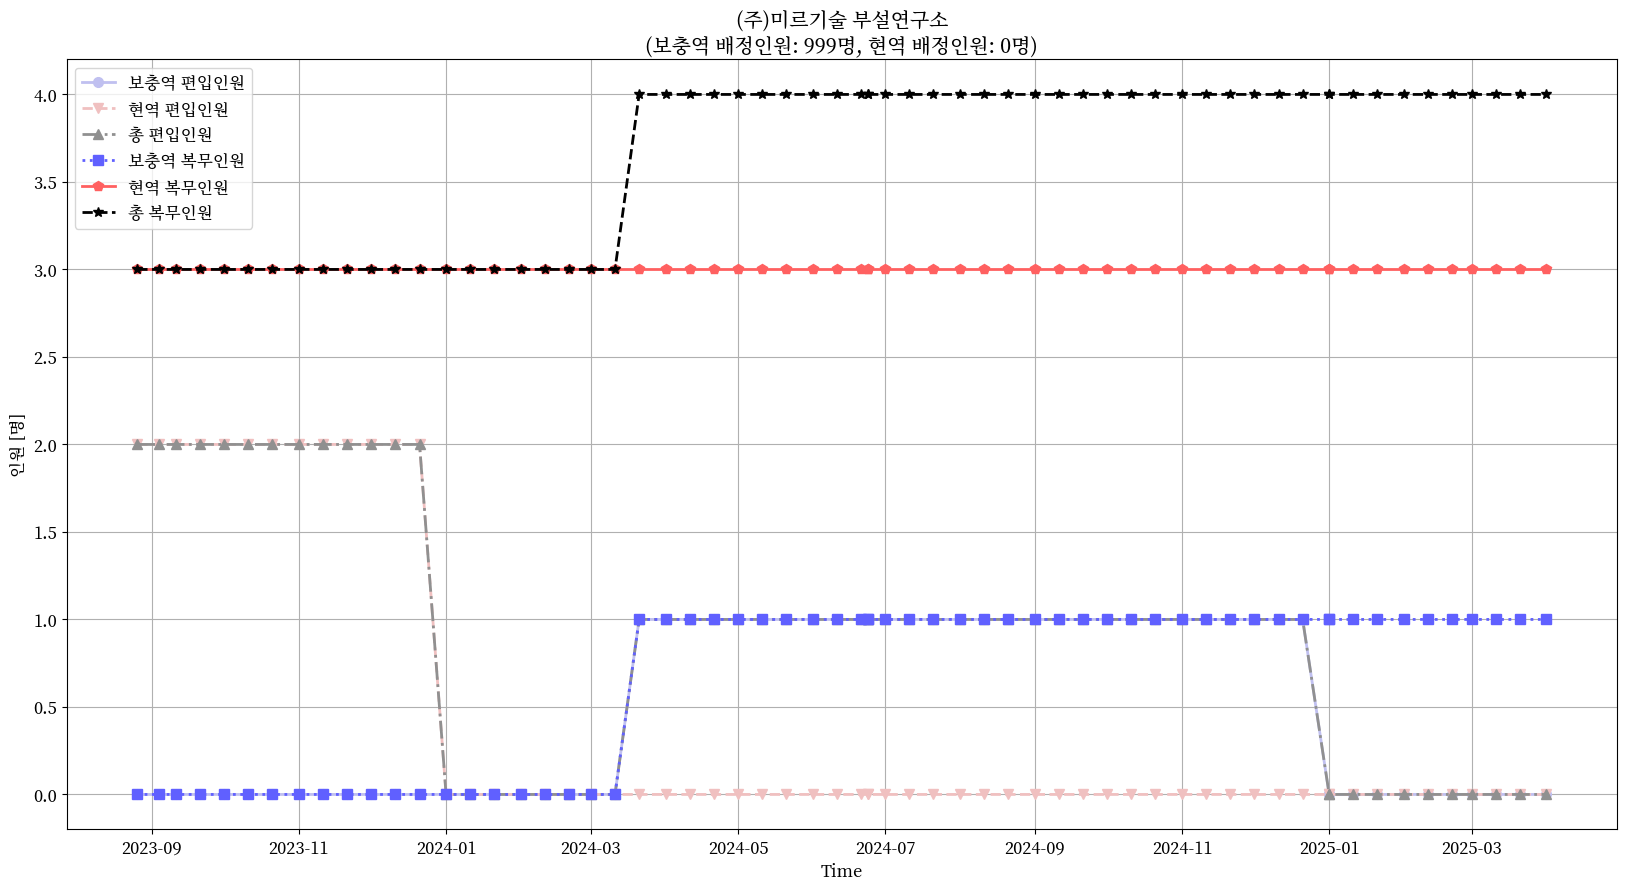 (주)미르기술 부설연구소
(보충역 배정인원: 999명, 현역 배정인원: 0명)
보충역 편입인원
현역 편입인원
총 편입인원
보충역 복무인원
현역 복무인원
총 복무인원
4.0
3.5
3.0
2.5
2.0
1.5
1.0
0.5
0.0
인원 [명]
2023-09 2023-11 2024-01 2024-03 2024-05 2024-07 2024-09 2024-11 2025-01 2025-03
Time